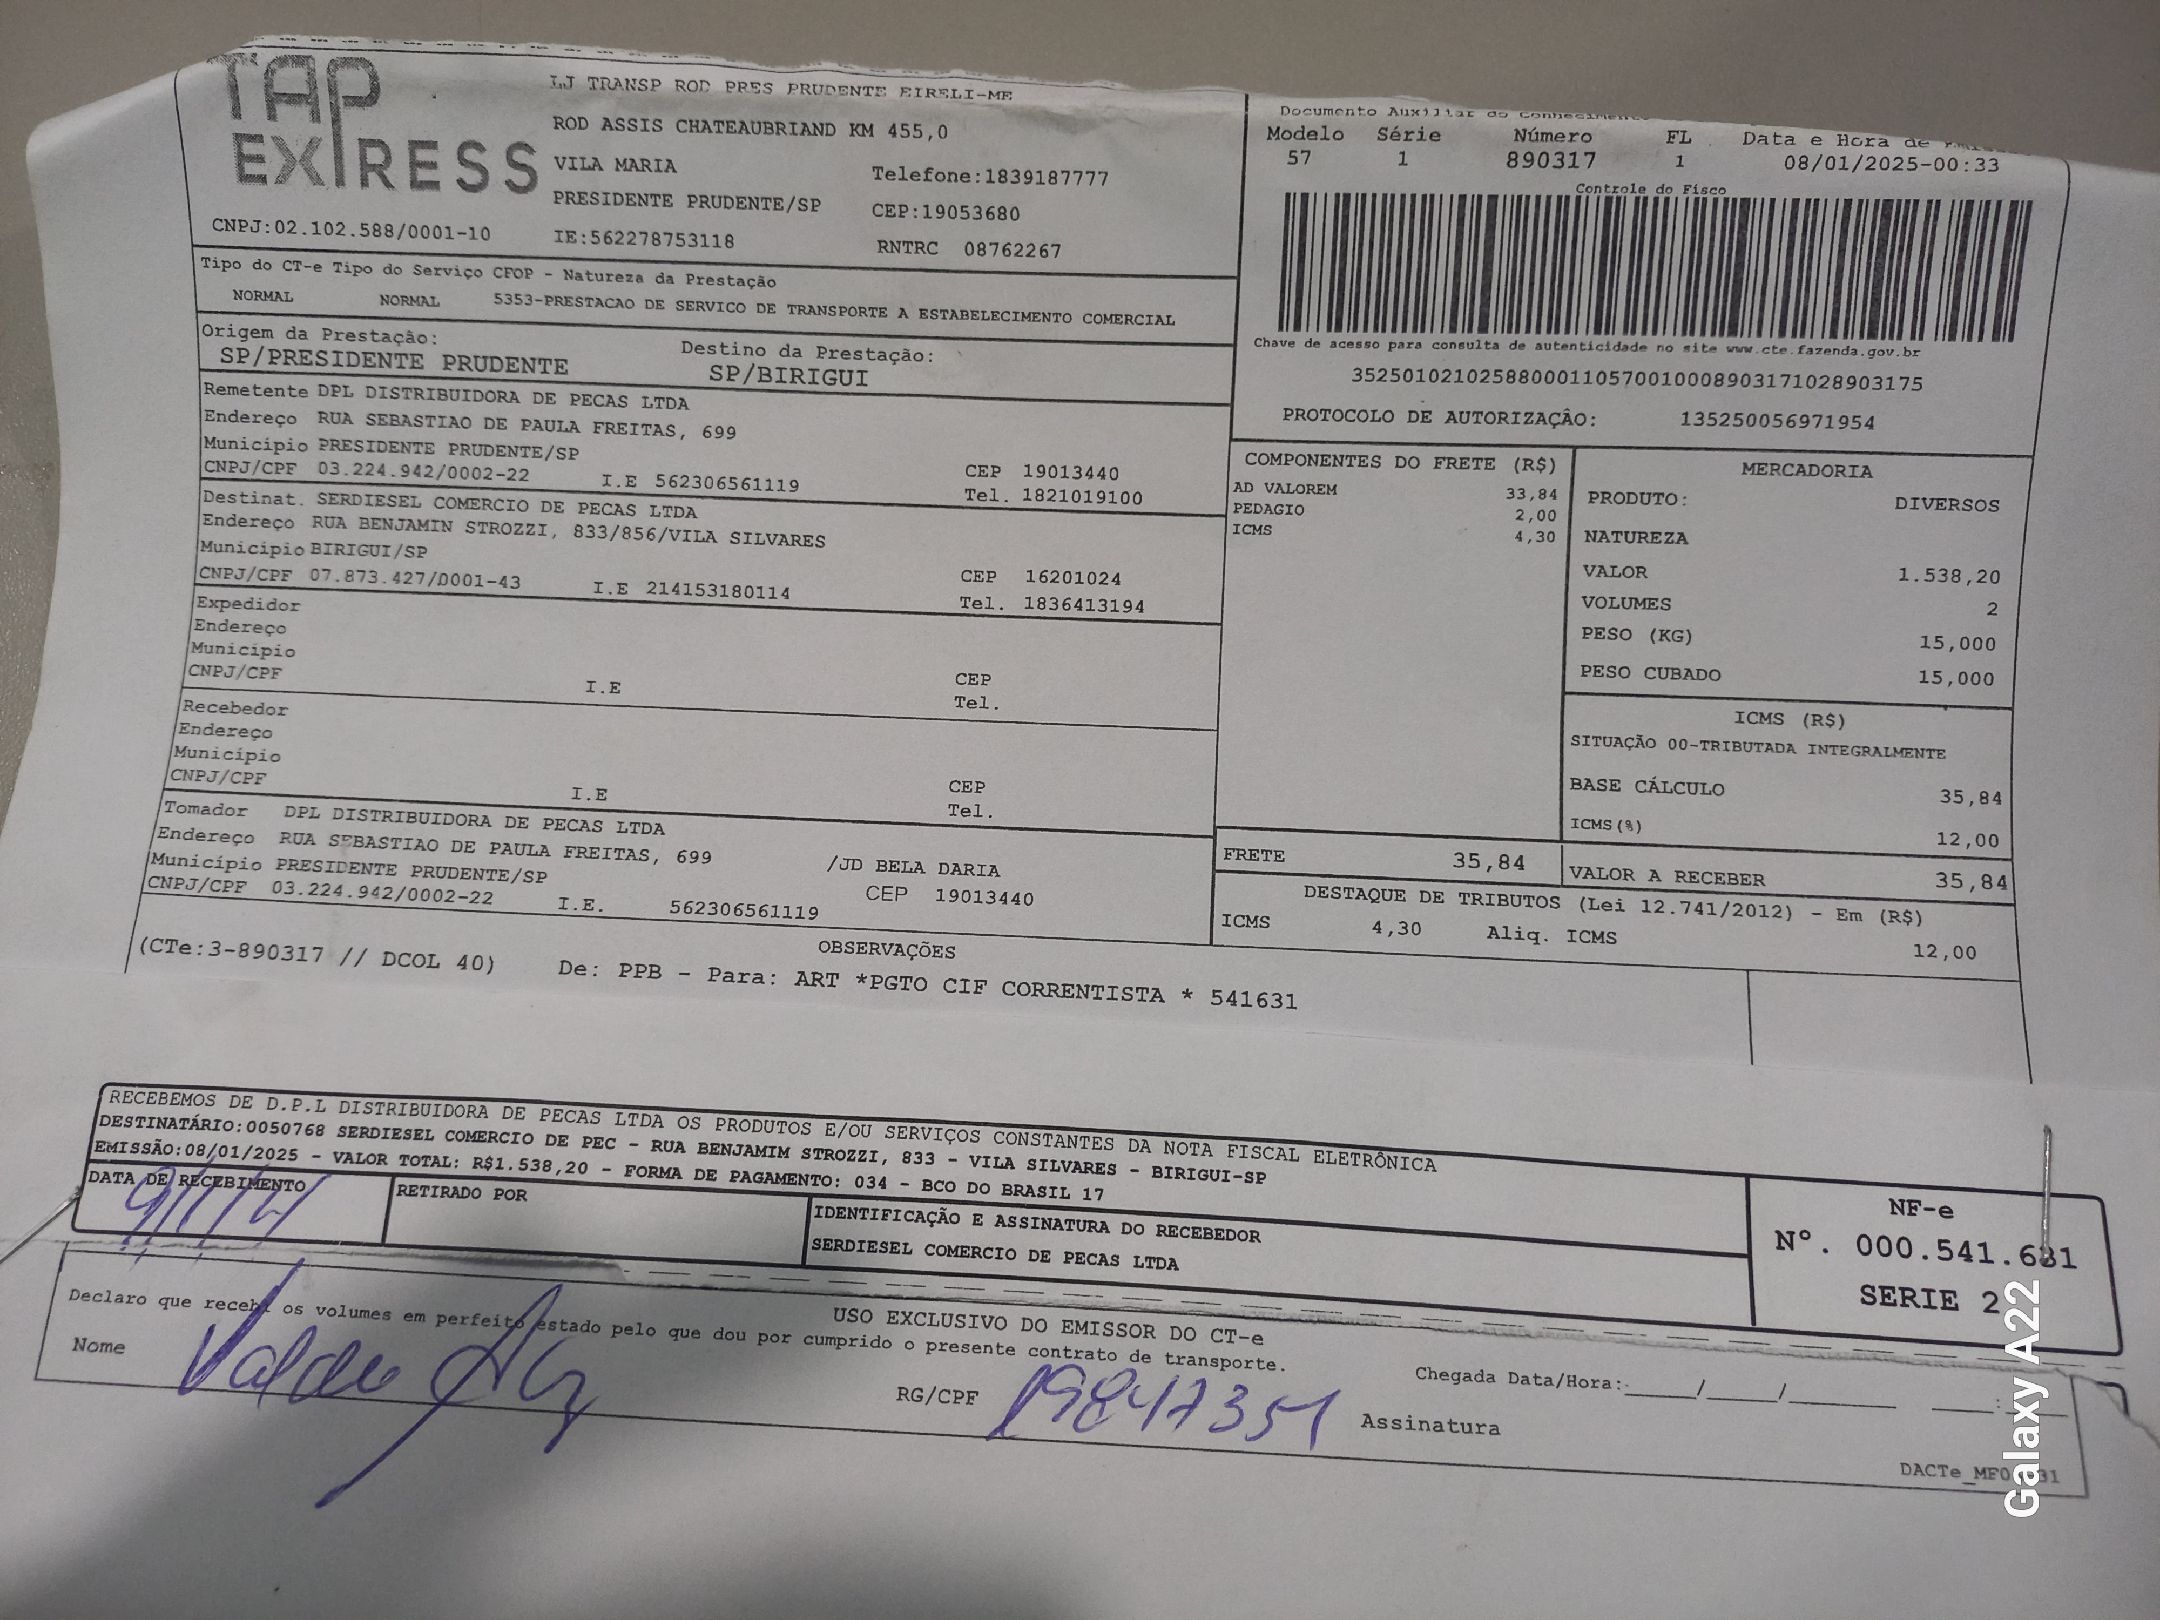 TAP
EXPRESS
LJ TRANSP ROD PRES PRUDENTE EIRELI-ME
ROD ASSIS CHATEAUBRIAND KM 455,0
VILA MARIA Telefone:1839187777
PRESIDENTE PRUDENTE/SP CEP:19053680
CNPJ:02.102.588/0001-10 IE:562278753118 RNTRC 08762267
Documento Auxiliar do Conhecimento
Modelo Série Número FL Data e Hora de
57 1 890317 1 08/01/2025-00:33
Controle do Fisco
Chave de acesso para consulta de autenticidade no site www.cte.fazenda.gov.br
35250102102588000110570010008903171028903175
PROTOCOLO DE AUTORIZAÇÂO: 135250056971954
Tipo do CT-e Tipo do Serviço CFOP - Natureza da Prestação
NORMAL NORMAL 5353-PRESTACAO DE SERVICO DE TRANSPORTE A ESTABELECIMENTO COMERCIAL
Origem da Prestação: Destino da Prestação:
SP/PRESIDENTE PRUDENTE SP/BIRIGUI
Remetente DPL DISTRIBUIDORA DE PECAS LTDA
Endereço RUA SEBASTIAO DE PAULA FREITAS, 699
Municipio PRESIDENTE PRUDENTE/SP CEP 19013440
CNPJ/CPF 03.224.942/0002-22 I.E 562306561119 Tel. 1821019100
Destinat. SERDIESEL COMERCIO DE PECAS LTDA
Endereço RUA BENJAMIN STROZZI, 833/856/VILA SILVARES
Municipio BIRIGUI/SP CEP 16201024
CNPJ/CPF 07.873.427/0001-43 I.E 214153180114 Tel. 1836413194
Expedidor
Endereço
Municipio CEP
CNPJ/CPF I.E Tel.
Recebedor
Endereço
Município CEP
CNPJ/CPF I.E Tel.
Tomador DPL DISTRIBUIDORA DE PECAS LTDA
Endereço RUA SEBASTIAO DE PAULA FREITAS, 699 /JD BELA DARIA
Município PRESIDENTE PRUDENTE/SP CEP 19013440
CNPJ/CPF 03.224.942/0002-22 I.E. 562306561119
COMPONENTES DO FRETE (R$)
AD VALOREM 33,84
PEDAGIO 2,00
ICMS 4,30
MERCADORIA
PRODUTO: DIVERSOS
NATUREZA
VALOR 1.538,20
VOLUMES 2
PESO (KG) 15,000
PESO CUBADO 15,000
ICMS (R$)
SITUAÇÃO 00-TRIBUTADA INTEGRALMENTE
BASE CÁLCULO 35,84
ICMS(%) 12,00
FRETE 35,84 VALOR A RECEBER 35,84
DESTAQUE DE TRIBUTOS (Lei 12.741/2012) - Em (R$)
ICMS 4,30 Aliq. ICMS 12,00
OBSERVAÇÕES
(CTe:3-890317 // DCOL 40) De: PPB - Para: ART *PGTO CIF CORRENTISTA * 541631
RECEBEMOS DE D.P.L DISTRIBUIDORA DE PECAS LTDA OS PRODUTOS E/OU SERVIÇOS CONSTANTES DA NOTA FISCAL ELETRÔNICA
DESTINATÁRIO:0050768 SERDIESEL COMERCIO DE PEC - RUA BENJAMIM STROZZI, 833 - VILA SILVARES - BIRIGUI-SP
EMISSÃO:08/01/2025 - VALOR TOTAL: R$1.538,20 - FORMA DE PAGAMENTO: 034 - BCO DO BRASIL 17
DATA DE RECEBIMENTO RETIRADO POR IDENTIFICAÇÃO E ASSINATURA DO RECEBEDOR
SERDIESEL COMERCIO DE PECAS LTDA
NF-e
Nº. 000.541.631
SERIE 2
USO EXCLUSIVO DO EMISSOR DO CT-e
Declaro que recebi os volumes em perfeito estado pelo que dou por cumprido o presente contrato de transporte.
Nome RG/CPF 19847351 Assinatura
Chegada Data/Hora:_____/____/_______ ____:____
DACTe
Galaxy A22